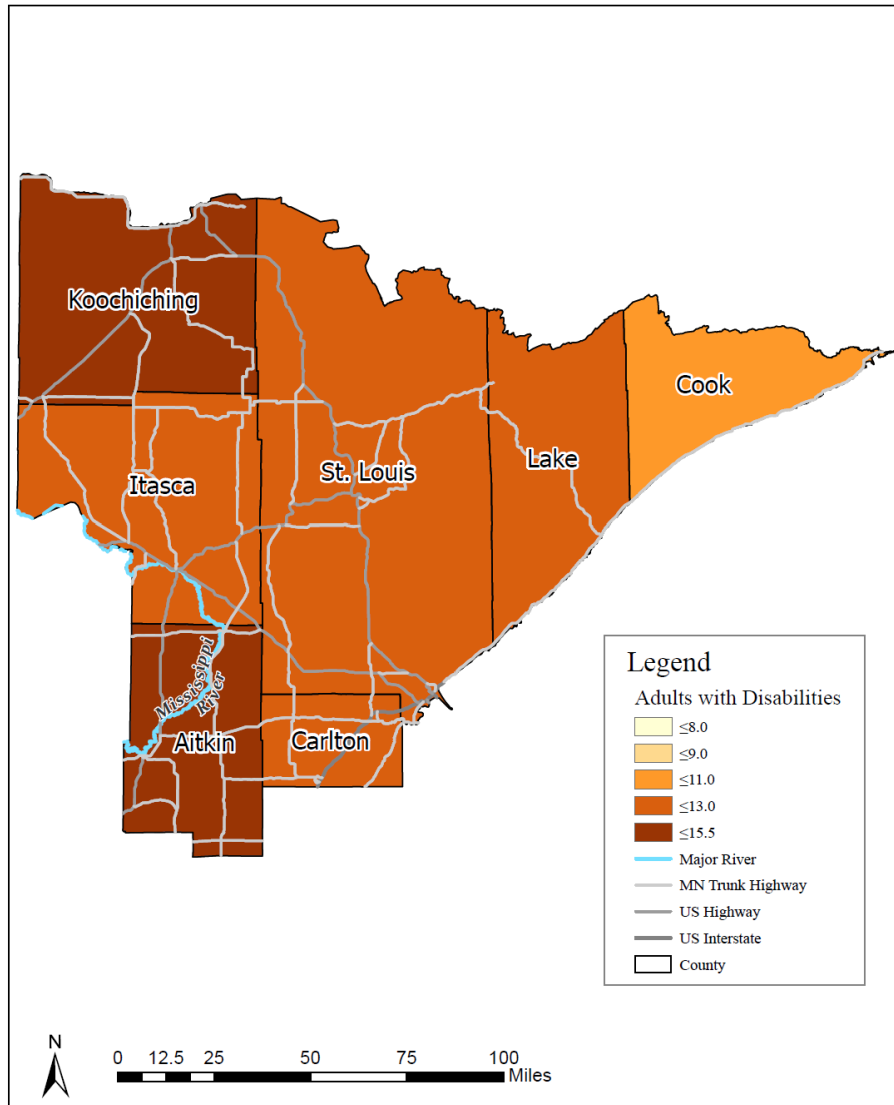 Koochiching
Cook
Itasca
St. Louis
Lake
Mississippi
River
Aitkin
Carlton
Legend
Adults with Disabilities
≤8.0
≤9.0
≤11.0
≤13.0
≤15.5
Major River
MN Trunk Highway
US Highway
US Interstate
County
N
0 12.5 25 50 75 100
Miles